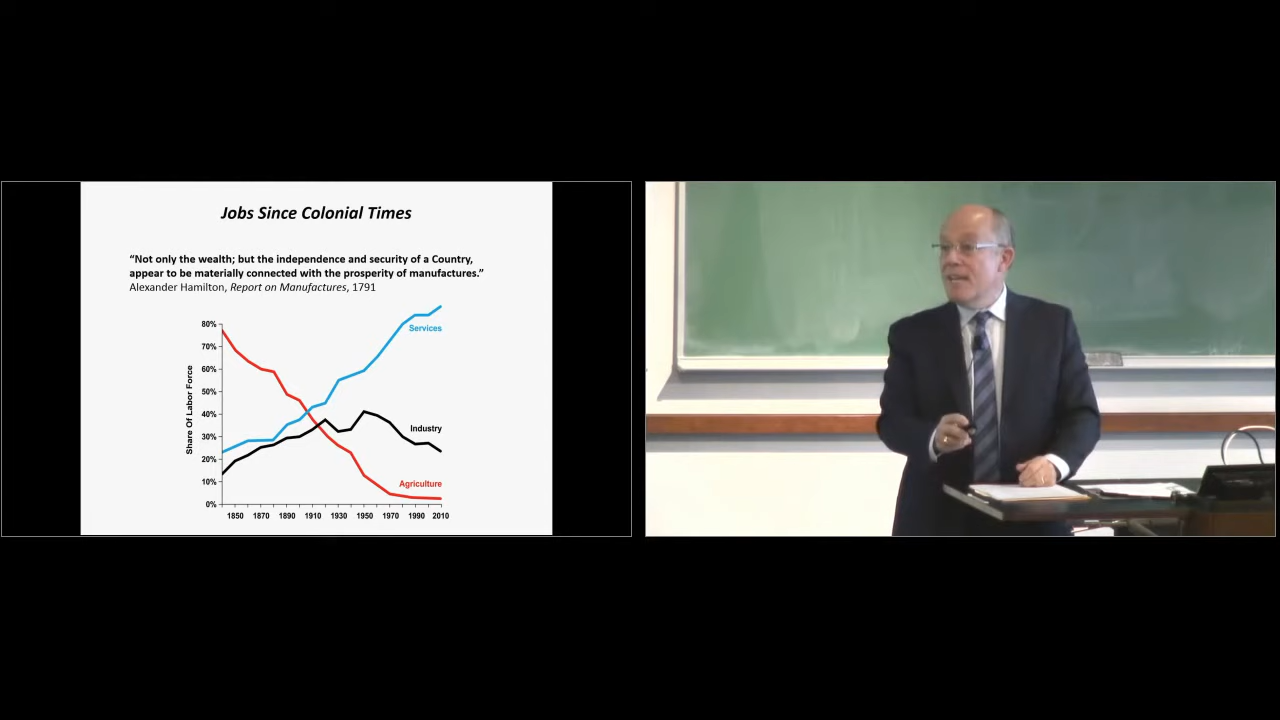 Jobs Since Colonial Times
“Not only the wealth; but the independence and security of a Country,
appear to be materially connected with the prosperity of manufactures.”
Alexander Hamilton, Report on Manufactures, 1791
80%
Services
70%
60%
50%
40%
Industry
30%
20%
10%
Agriculture
0%
Share Of Labor Force
1850 1870 1890 1910 1930 1950 1970 1990 2010